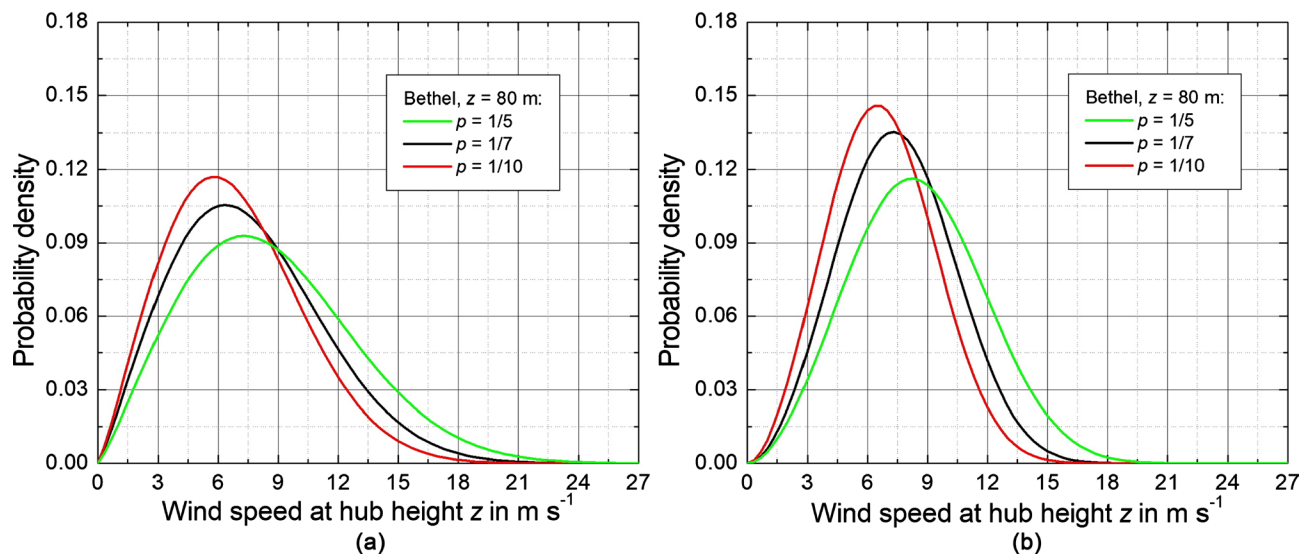 0.18
0.15
0.12
0.09
0.06
0.03
0.00
Probability density
Bethel, z = 80 m:
p = 1/5
p = 1/7
p = 1/10
0 3 6 9 12 15 18 21 24 27
Wind speed at hub height z in m s⁻¹
(a)
0.18
0.15
0.12
0.09
0.06
0.03
0.00
Probability density
Bethel, z = 80 m:
p = 1/5
p = 1/7
p = 1/10
0 3 6 9 12 15 18 21 24 27
Wind speed at hub height z in m s⁻¹
(b)